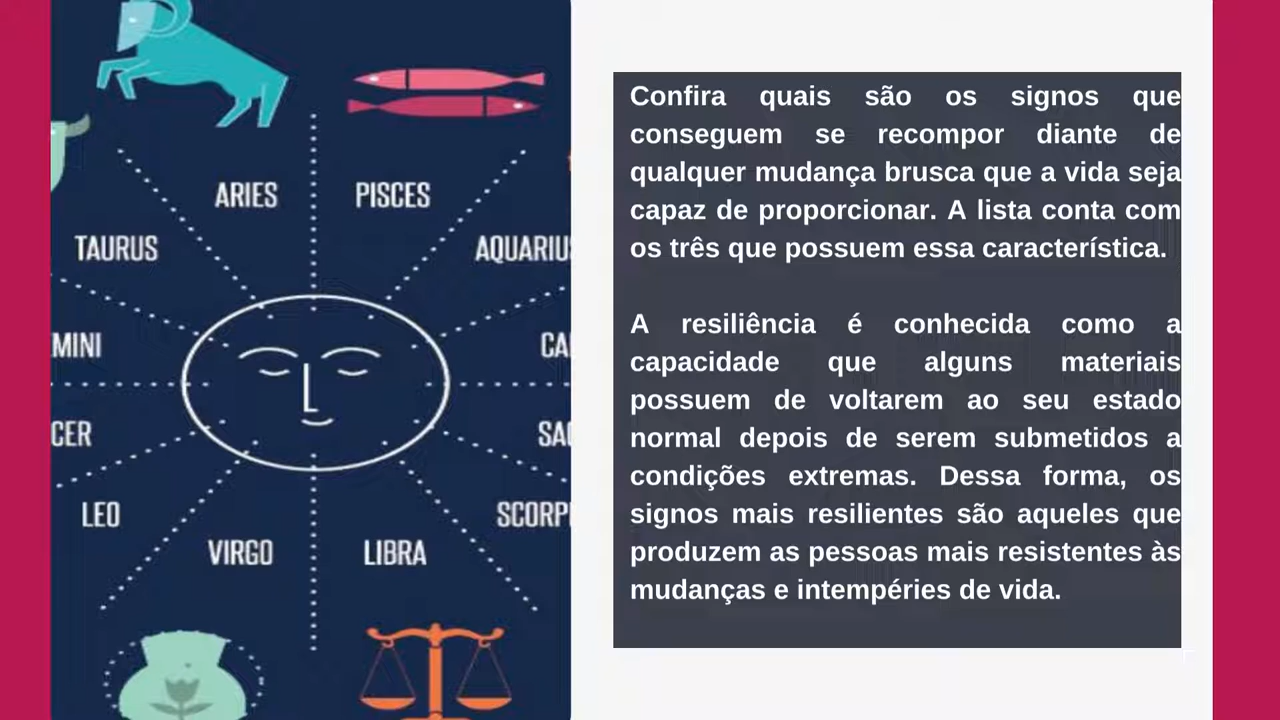 ARIES
PISCES
TAURUS
AQUARIUS
MINI
CA
CER
SA
LEO
SCORP
VIRGO
LIBRA
Confira quais são os signos que
conseguem se recompor diante de
qualquer mudança brusca que a vida seja
capaz de proporcionar. A lista conta com
os três que possuem essa característica.
A resiliência é conhecida como a
capacidade que alguns materiais
possuem de voltarem ao seu estado
normal depois de serem submetidos a
condições extremas. Dessa forma, os
signos mais resilientes são aqueles que
produzem as pessoas mais resistentes às
mudanças e intempéries de vida.